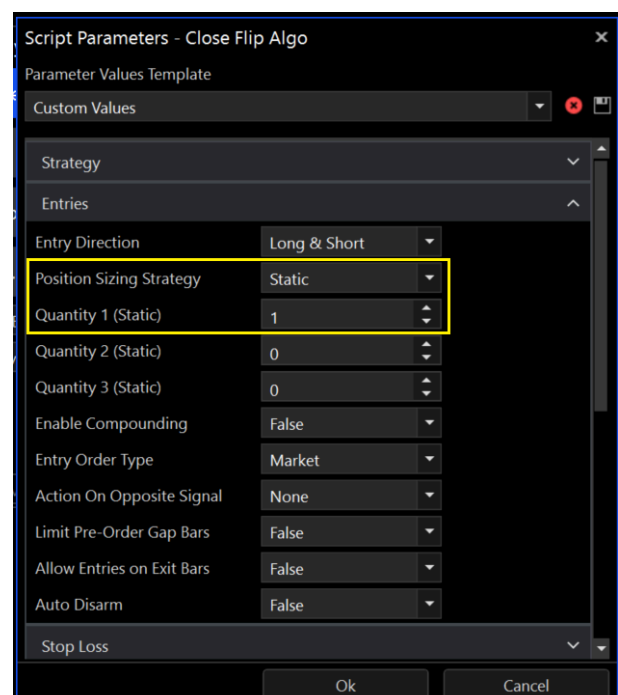 Script Parameters - Close Flip Algo
Parameter Values Template
Custom Values
Strategy
Entries
Entry Direction Long & Short
Position Sizing Strategy Static
Quantity 1 (Static) 1
Quantity 2 (Static) 0
Quantity 3 (Static) 0
Enable Compounding False
Entry Order Type Market
Action On Opposite Signal None
Limit Pre-Order Gap Bars False
Allow Entries on Exit Bars False
Auto Disarm False
Stop Loss
Ok Cancel